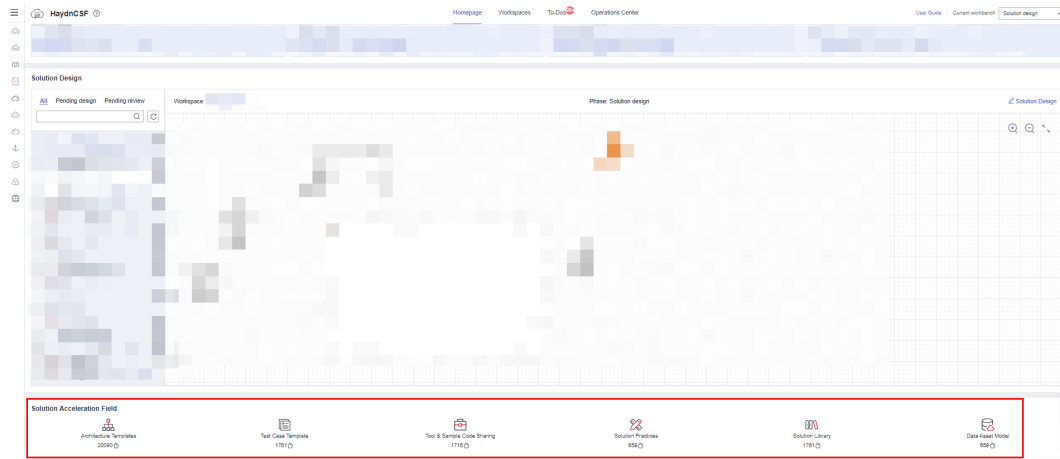 HaydnCSF
Homepage Workspaces To-Dos Operations Center
User Guide Current workbench Solution design
Solution Design
All Pending design Pending review
Workspace:
Phase: Solution design
Solution Design
Solution Acceleration Field
Architecture Templates Test Case Template Tool & Sample Code Sharing Solution Practices Solution Library Data Asset Model
20090 1761 1716 659 1761 659